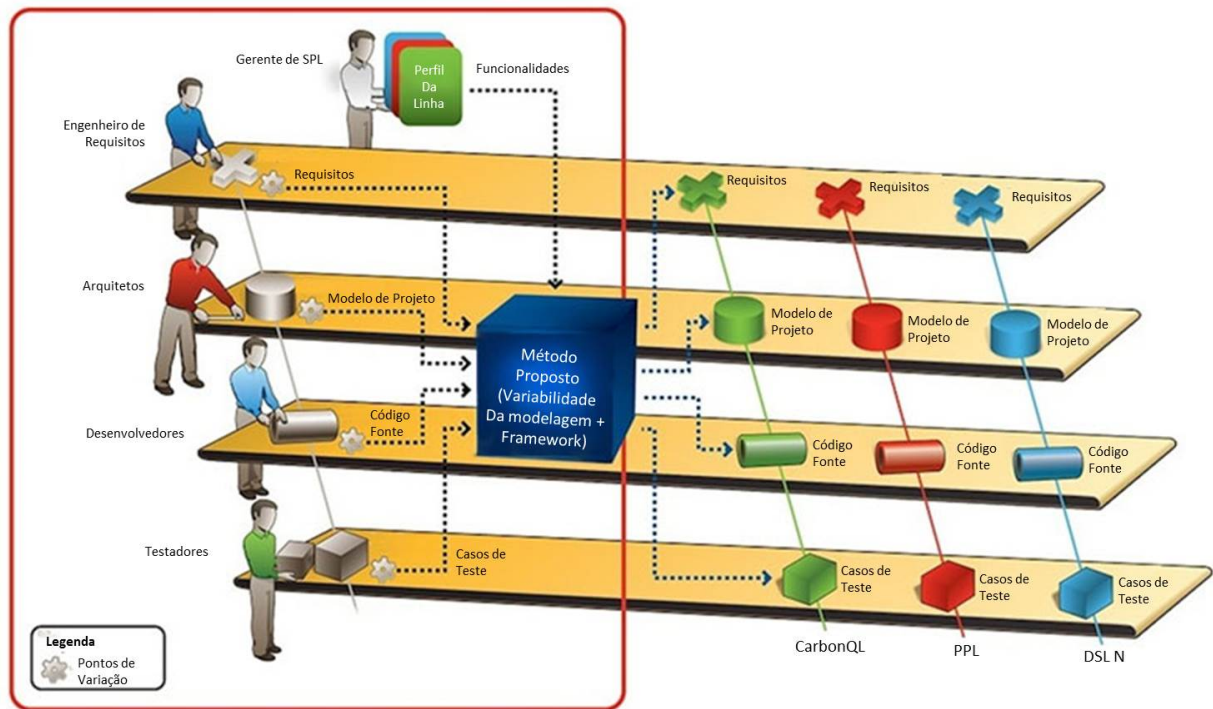 Gerente de SPL
Perfil
Da
Linha
Funcionalidades
Engenheiro de
Requisitos
Requisitos
Requisitos
Requisitos
Requisitos
Arquitetos
Modelo de Projeto
Modelo de
Projeto
Modelo de
Projeto
Modelo de
Projeto
Método
Proposto
(Variabilidade
Da modelagem +
Framework)
Desenvolvedores
Código
Fonte
Código
Fonte
Código
Fonte
Código
Fonte
Testadores
Casos de
Teste
Casos de
Teste
Casos de
Teste
Casos de
Teste
CarbonQL
PPL
DSL N
Legenda
Pontos de
Variação